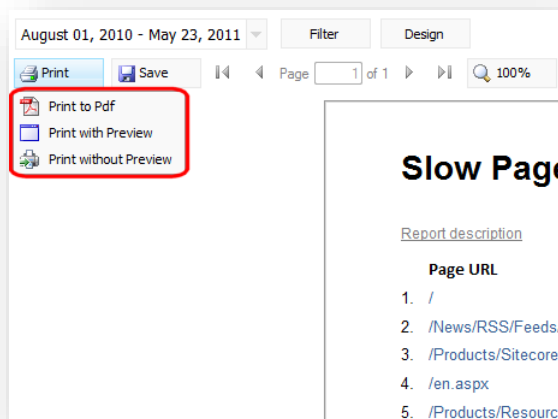 August 01, 2010 - May 23, 2011 Filter Design
Print Save Page 1 of 1 100%
Print to Pdf
Print with Preview
Print without Preview
Slow Page
Report description
Page URL
1. /
2. /News/RSS/Feeds/
3. /Products/Sitecore
4. /en.aspx
5. /Products/Resourc